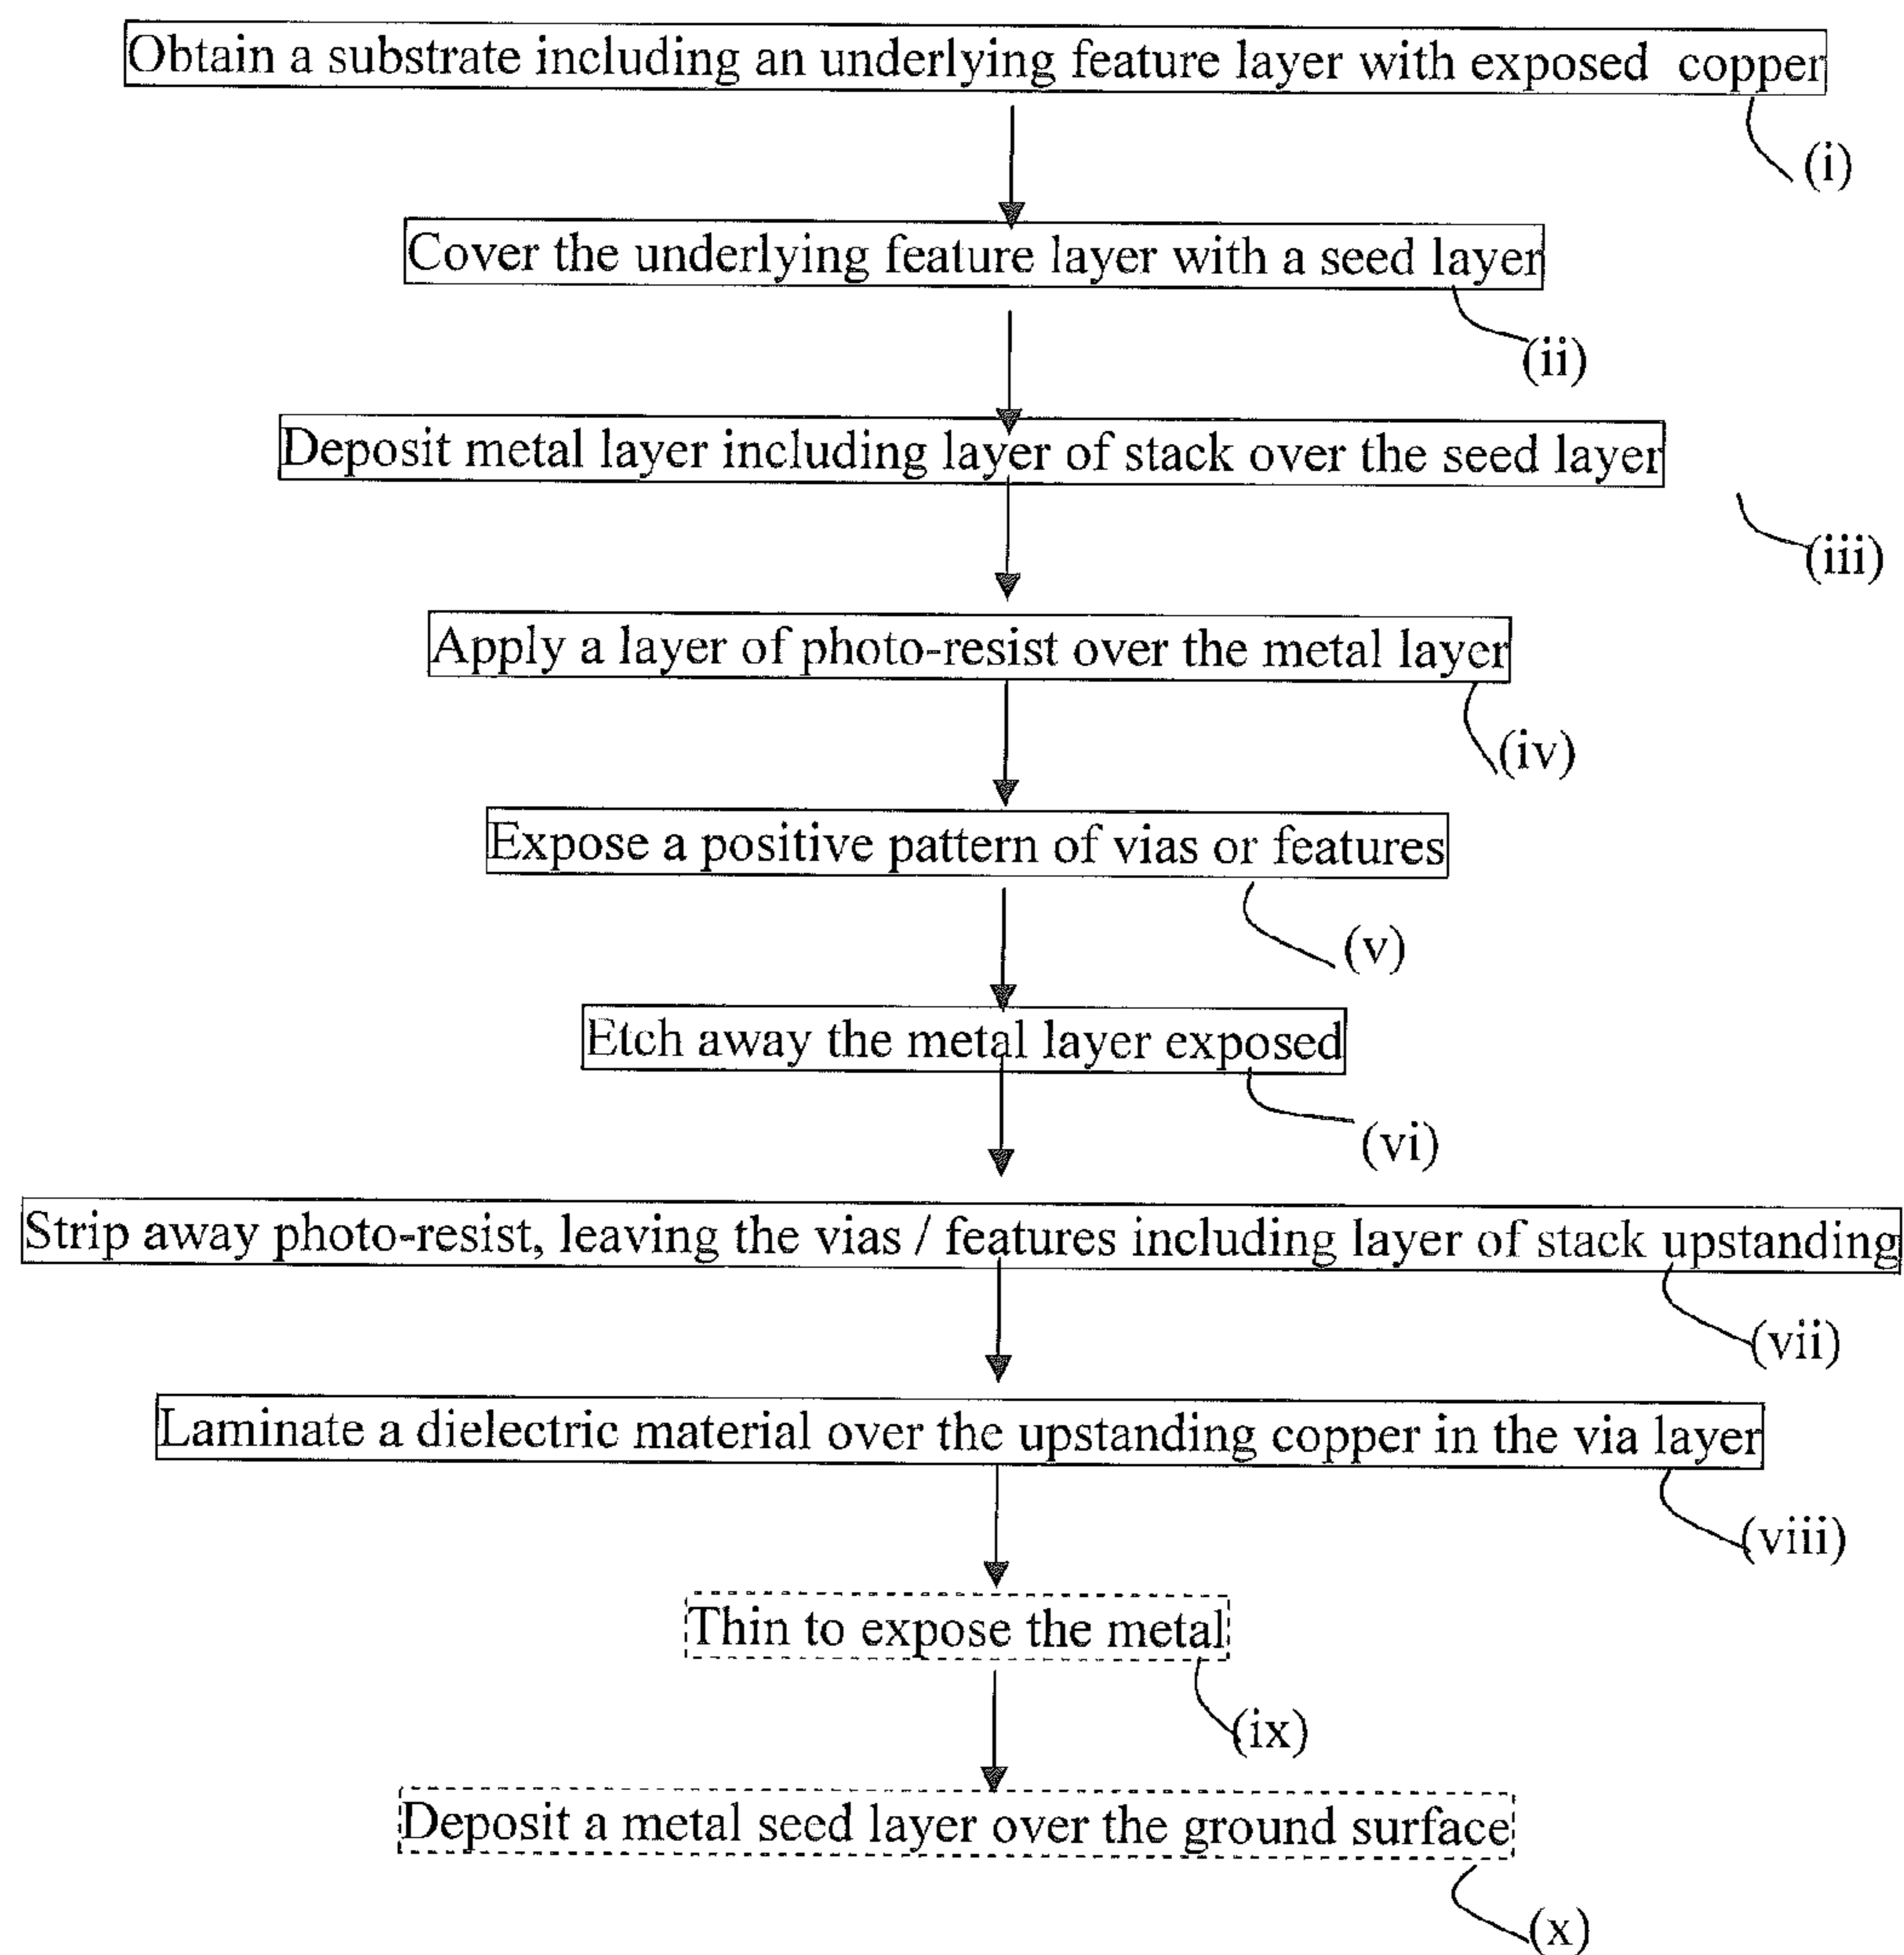 Obtain a substrate including an underlying feature layer with exposed copper
(i)
Cover the underlying feature layer with a seed layer
(ii)
Deposit metal layer including layer of stack over the seed layer
(iii)
Apply a layer of photo-resist over the metal layer
(iv)
Expose a positive pattern of vias or features
(v)
Etch away the metal layer exposed
(vi)
Strip away photo-resist, leaving the vias / features including layer of stack upstanding
(vii)
Laminate a dielectric material over the upstanding copper in the via layer
(viii)
Thin to expose the metal
(ix)
Deposit a metal seed layer over the ground surface
(x)